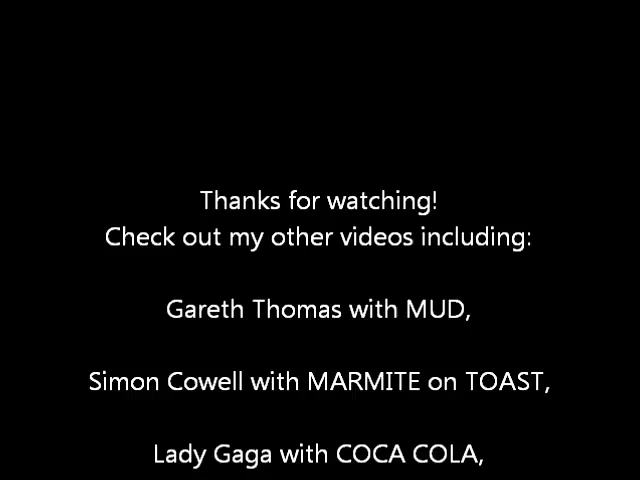 Thanks for watching!
Check out my other videos including:
Gareth Thomas with MUD,
Simon Cowell with MARMITE on TOAST,
Lady Gaga with COCA COLA,